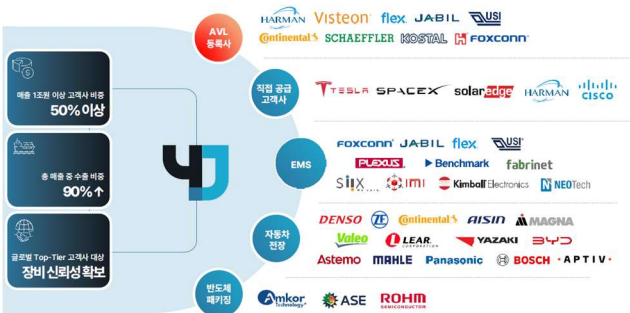 매출 1조원 이상 고객사 비중
50% 이상
총 매출 중 수출 비중
90%↑
글로벌 Top-Tier 고객사 대상
장비 신뢰성 확보
AVL
등록사
HARMAN Visteon flex. JABIL USI
Continental SCHAEFFLER KOSTAL FOXCONN
직접 공급
고객사
TESLA SPACEX solaredge HARMAN CISCO
EMS
FOXCONN JABIL flex USI
PLEXUS Benchmark fabrinet
SIIX IMI Kimball Electronics NEOTech
자동차
전장
DENSO ZF Continental AISIN MAGNA
Valeo LEAR CORPORATION YAZAKI BYD
Astemo MAHLE Panasonic BOSCH ·APTIV·
반도체
패키징
Amkor Technology ASE ROHM SEMICONDUCTOR